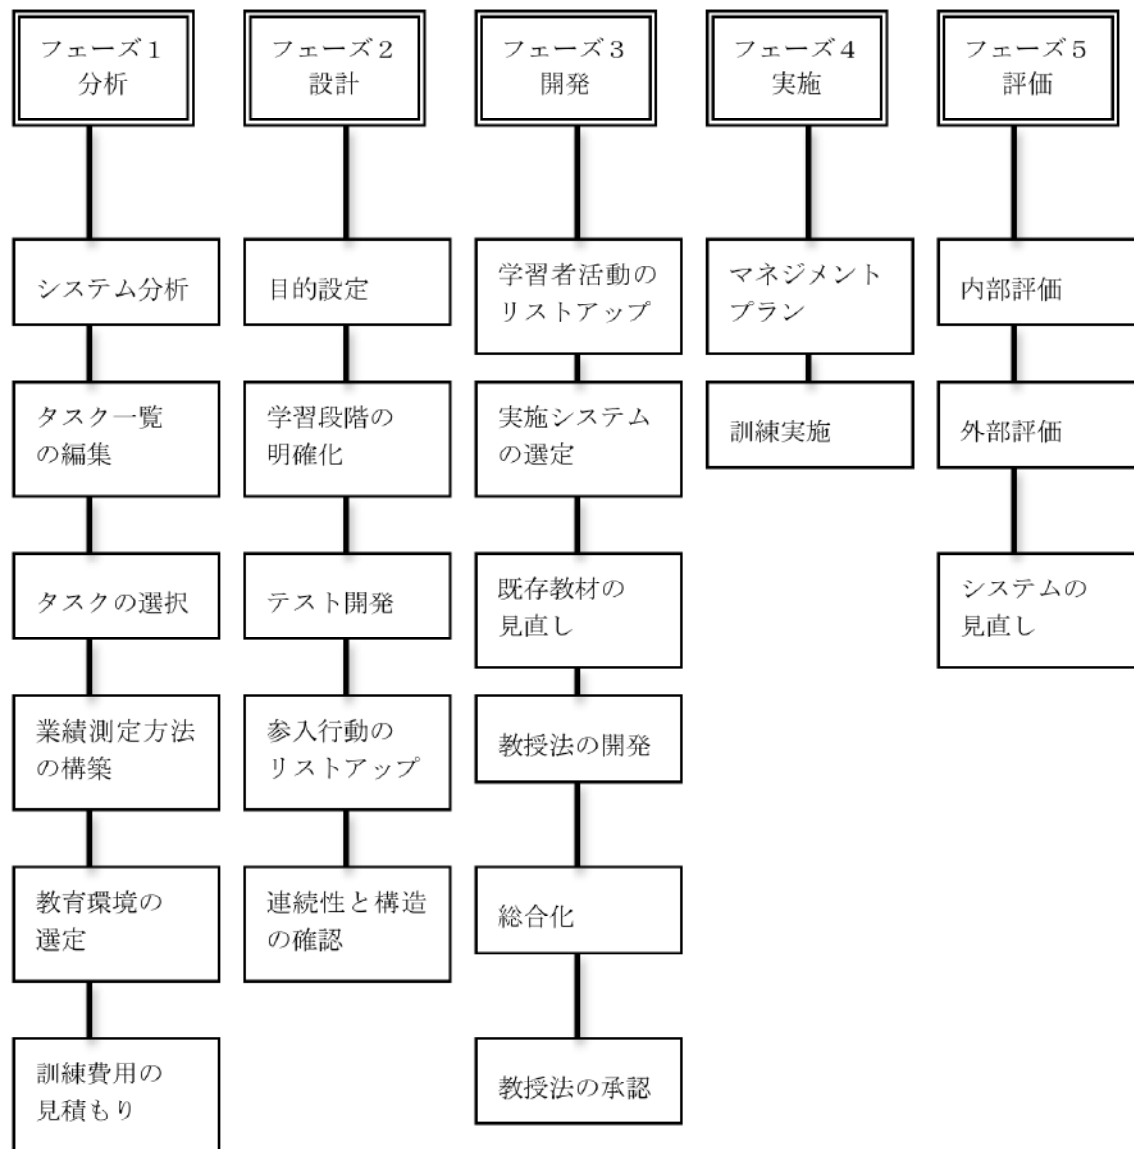 フェーズ１
分析
システム分析
タスク一覧
の編集
タスクの選択
業績測定方法
の構築
教育環境の
選定
訓練費用の
見積もり
フェーズ２
設計
目的設定
学習段階の
明確化
テスト開発
参入行動の
リストアップ
連続性と構造
の確認
フェーズ３
開発
学習者活動の
リストアップ
実施システム
の選定
既存教材の
見直し
教授法の開発
総合化
教授法の承認
フェーズ４
実施
マネジメント
プラン
訓練実施
フェーズ５
評価
内部評価
外部評価
システムの
見直し